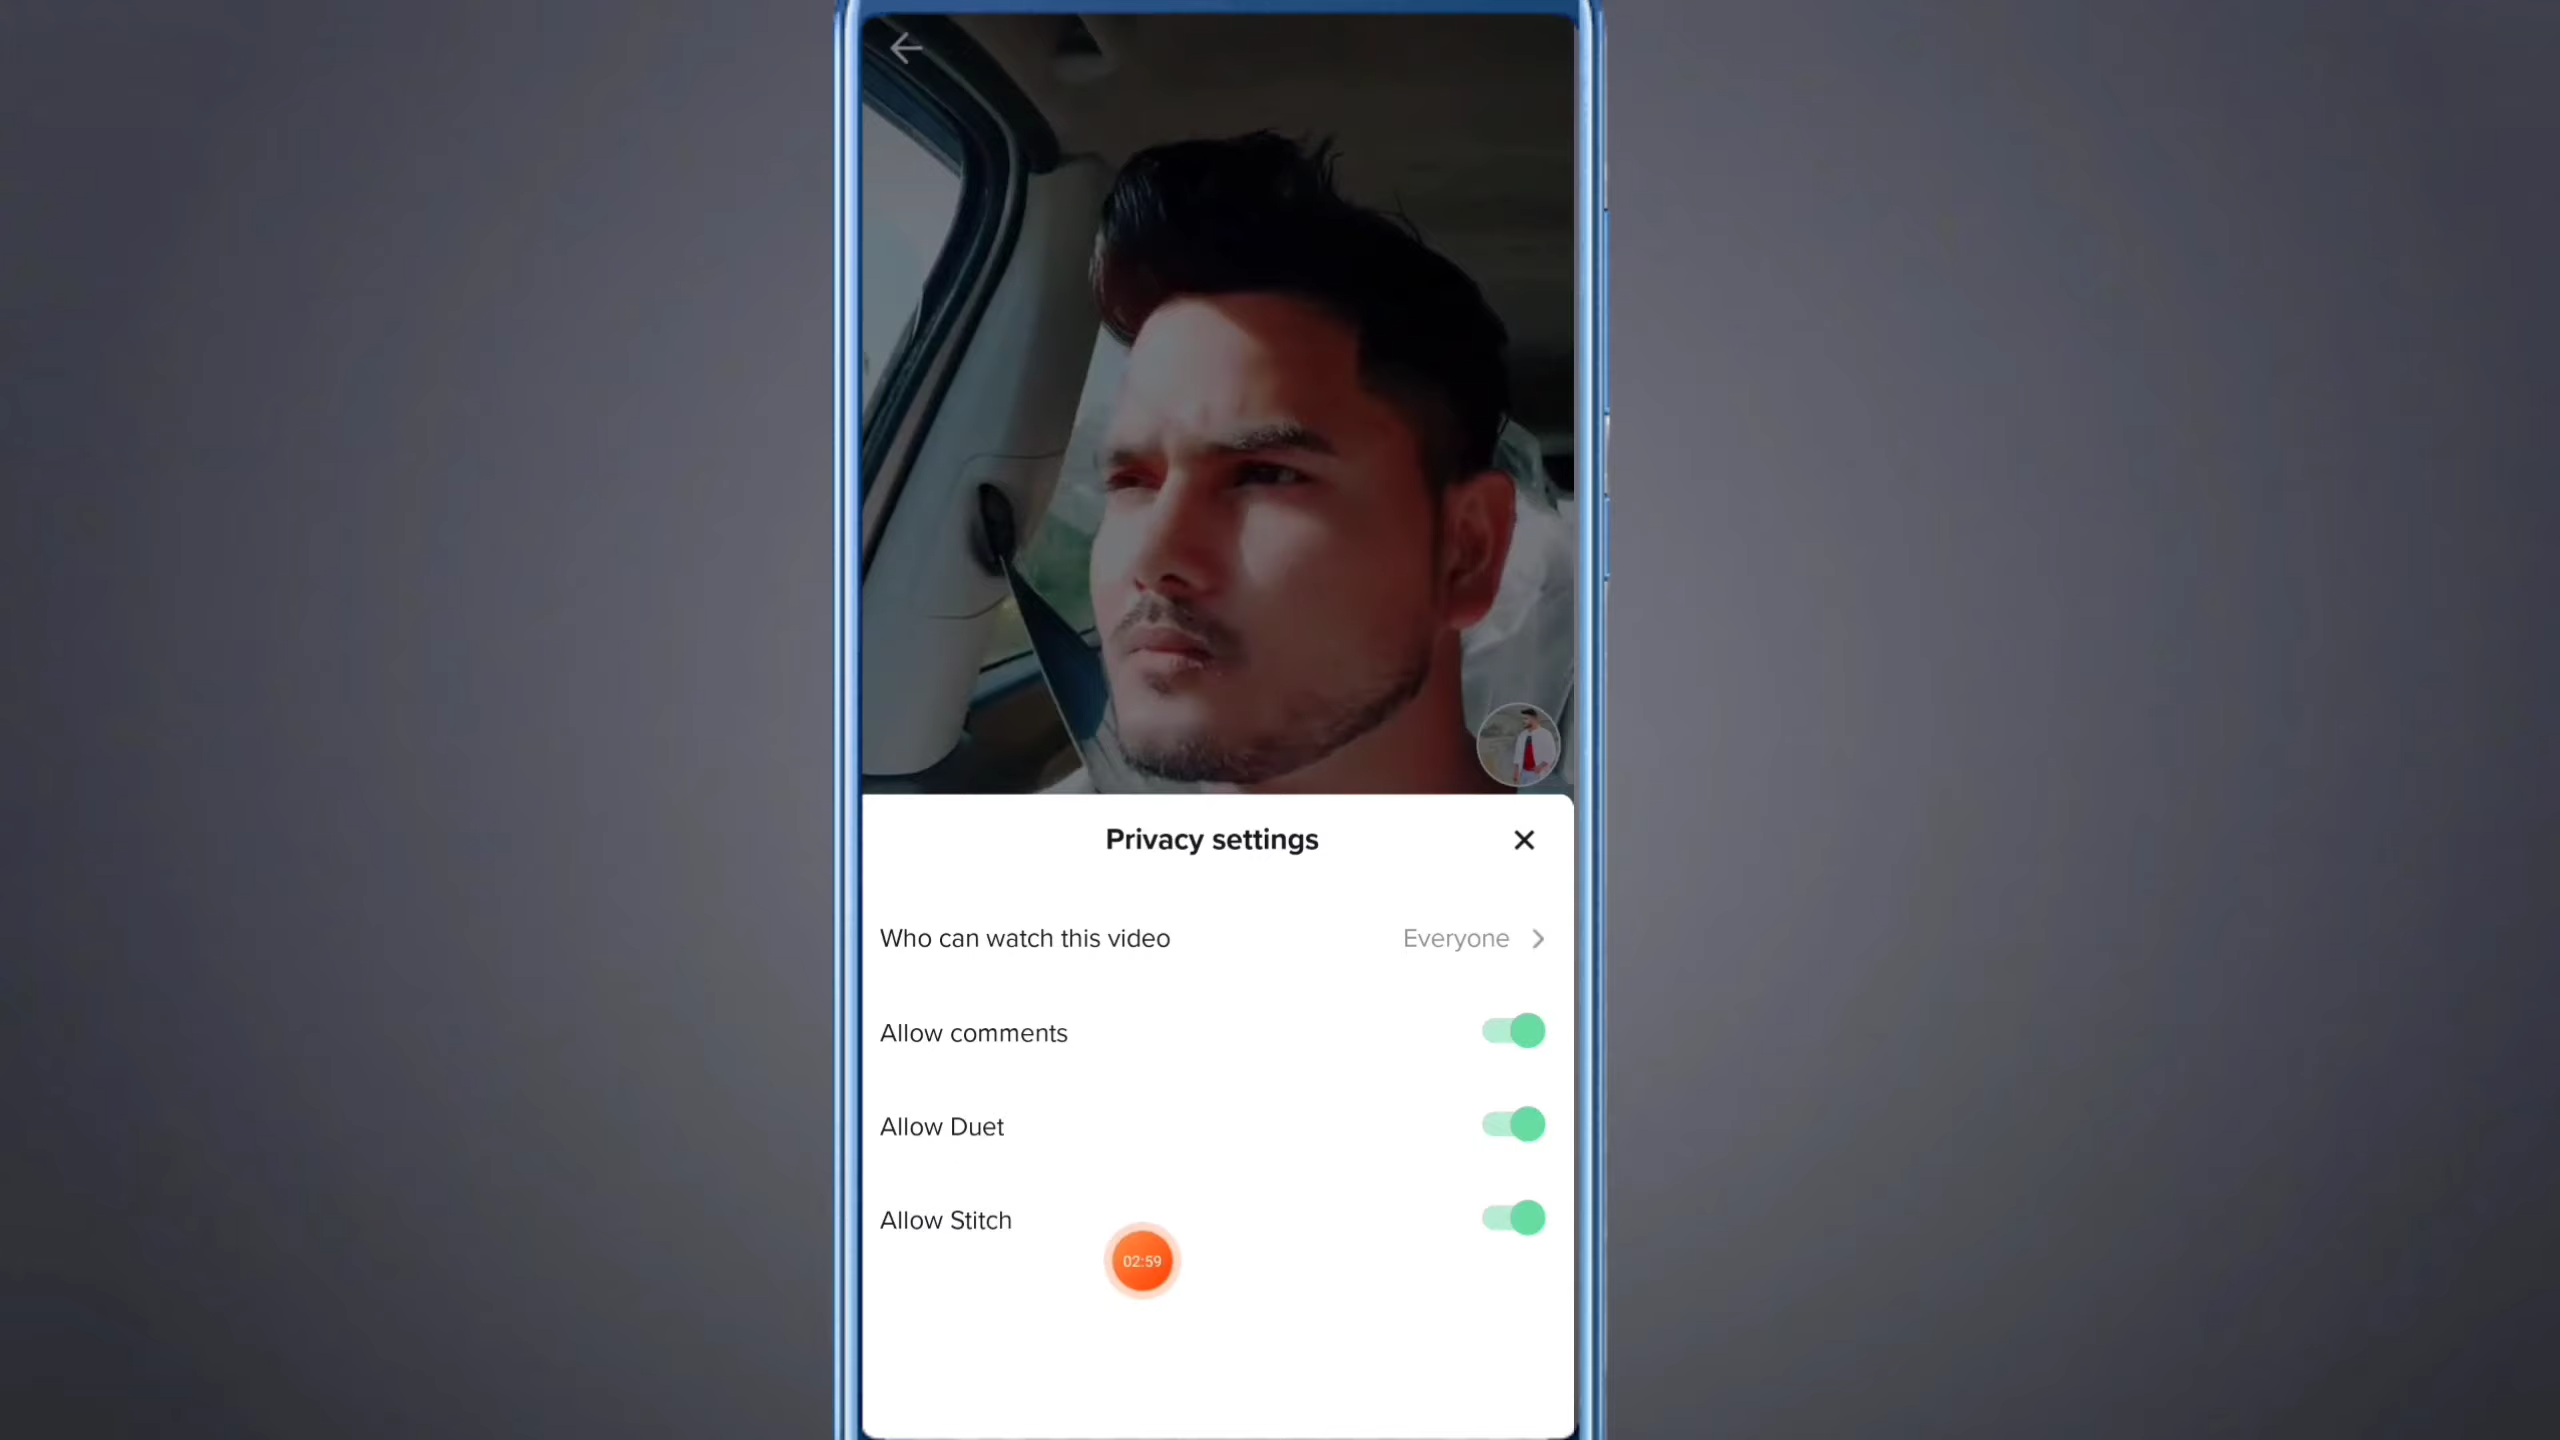 Privacy settings
Who can watch this video Everyone
Allow comments
Allow Duet
Allow Stitch
02:59